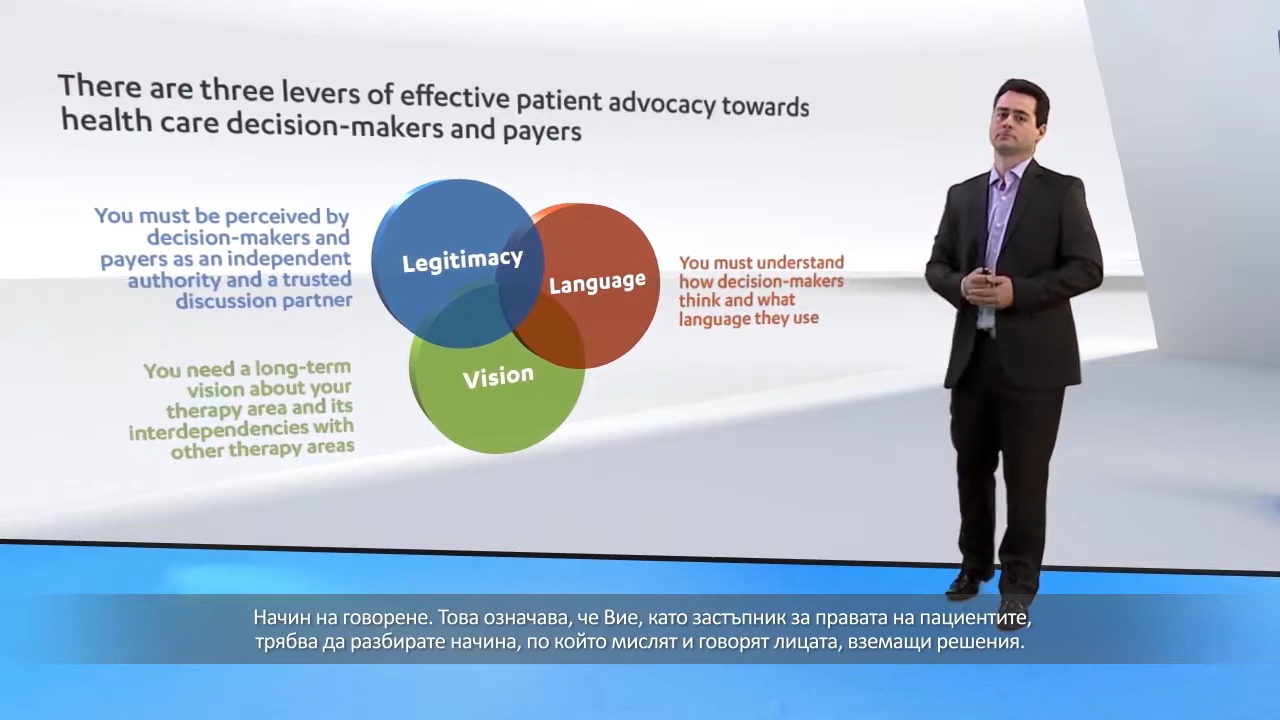 There are three levers of effective patient advocacy towards
health care decision-makers and payers
You must be perceived by
decision-makers and
payers as an independent
authority and a trusted
discussion partner
Legitimacy
Language
You must understand
how decision-makers
think and what
language they use
You need a long-term
vision about your
therapy area and its
interdependencies with
other therapy areas
Vision
Начин на говорене. Това означава, че Вие, като застъпник за правата на пациентите,
трябва да разбирате начина, по който мислят и говорят лицата, вземащи решения.